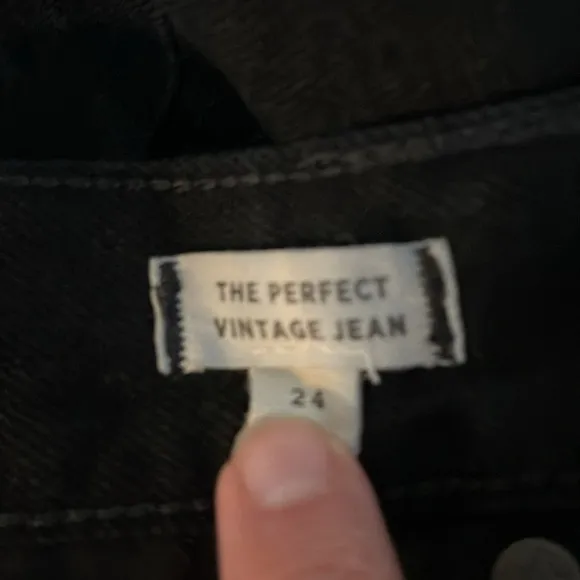 THE PERFECT
VINTAGE JEAN
24